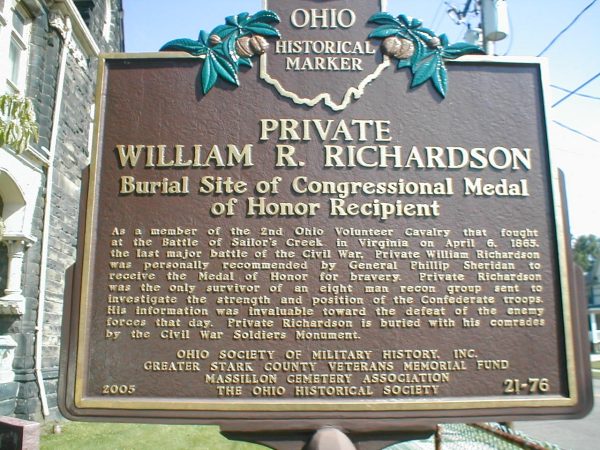 OHIO
HISTORICAL
MARKER
PRIVATE
WILLIAM R. RICHARDSON
Burial Site of Congressional Medal
of Honor Recipient
As a member of the 2nd Ohio Volunteer Cavalry that fought
at the Battle of Sailor's Creek in Virginia on April 6, 1865,
the last major battle of the Civil War, Private William Richardson
was personally recommended by General Phillip Sheridan to
receive the Medal of Honor for bravery. Private Richardson
was the only survivor of an eight man recon group sent to
investigate the strength and position of the Confederate troops.
His information was invaluable toward the defeat of the enemy
forces that day. Private Richardson is buried with his comrades
by the Civil War Soldiers Monument.
OHIO SOCIETY OF MILITARY HISTORY, INC.
GREATER STARK COUNTY VETERANS MEMORIAL FUND
MASSILLON CEMETERY ASSOCIATION
2005 THE OHIO HISTORICAL SOCIETY 21-76